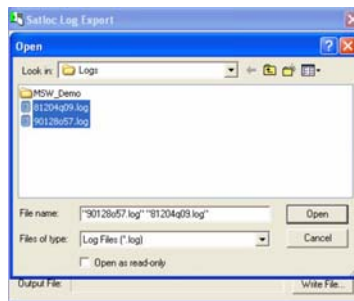 Satloc Log Export
Open
Look in: Logs
MSW_Demo
81204q09.log
90128o57.log
File name: "90128o57.log" "81204q09.log" Open
Files of type: Log Files (*.log) Cancel
Open as read-only
Output File: Write File...